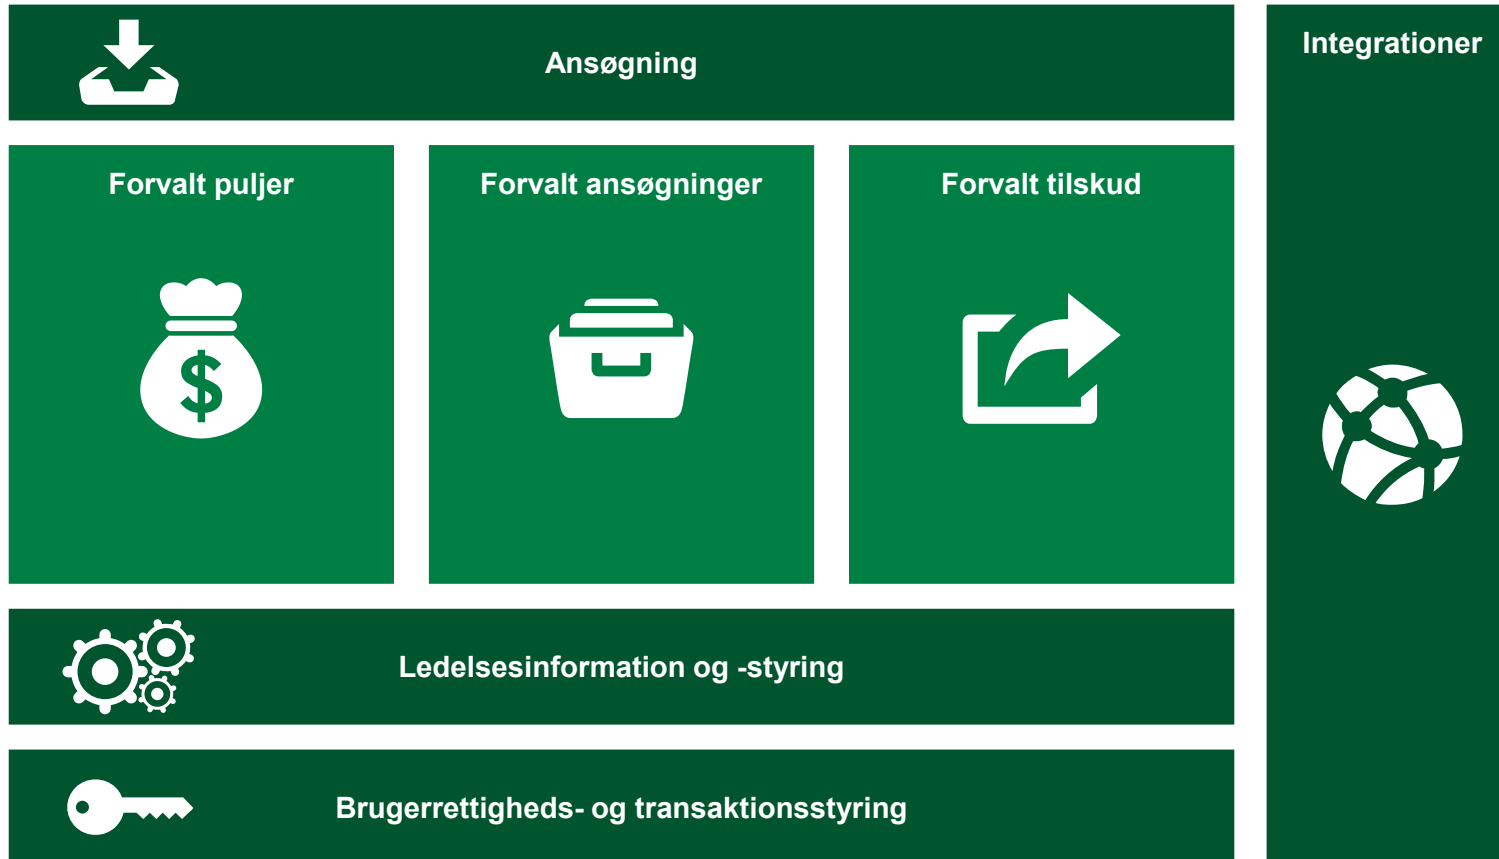 Ansøgning
Integrationer
Forvalt puljer
Forvalt ansøgninger
Forvalt tilskud
$
Ledelsesinformation og -styring
Brugerrettigheds- og transaktionsstyring